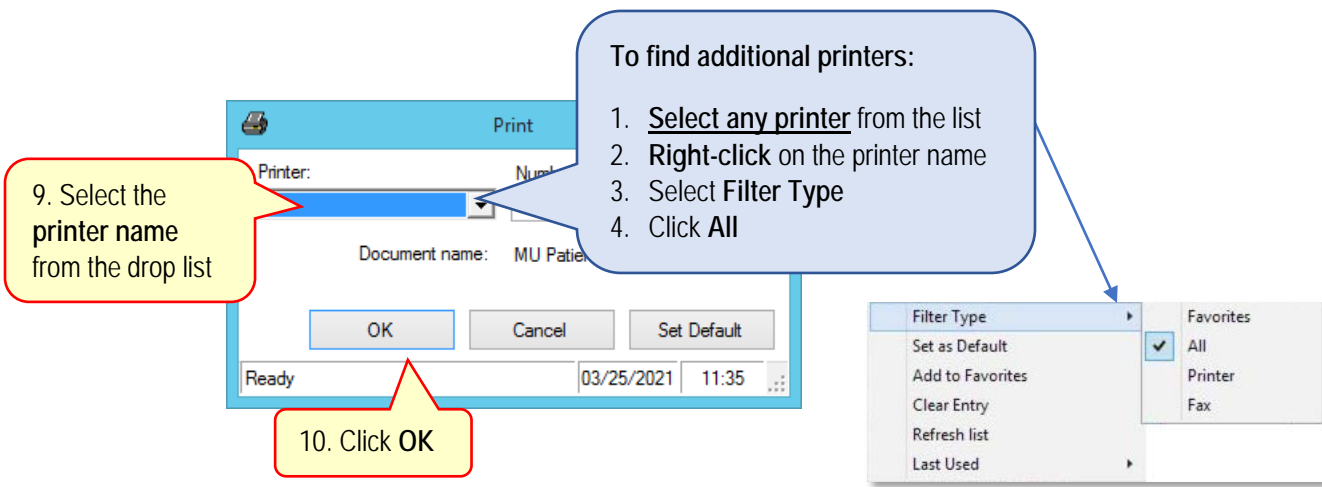 To find additional printers:
1. Select any printer from the list
2. Right-click on the printer name
3. Select Filter Type
4. Click All
Print
Printer:
9. Select the
printer name
from the drop list
Document name: MU
OK Cancel Set Default
Ready 03/25/2021 11:35
10. Click OK
Filter Type
Set as Default
Add to Favorites
Clear Entry
Refresh list
Last Used
Favorites
All
Printer
Fax